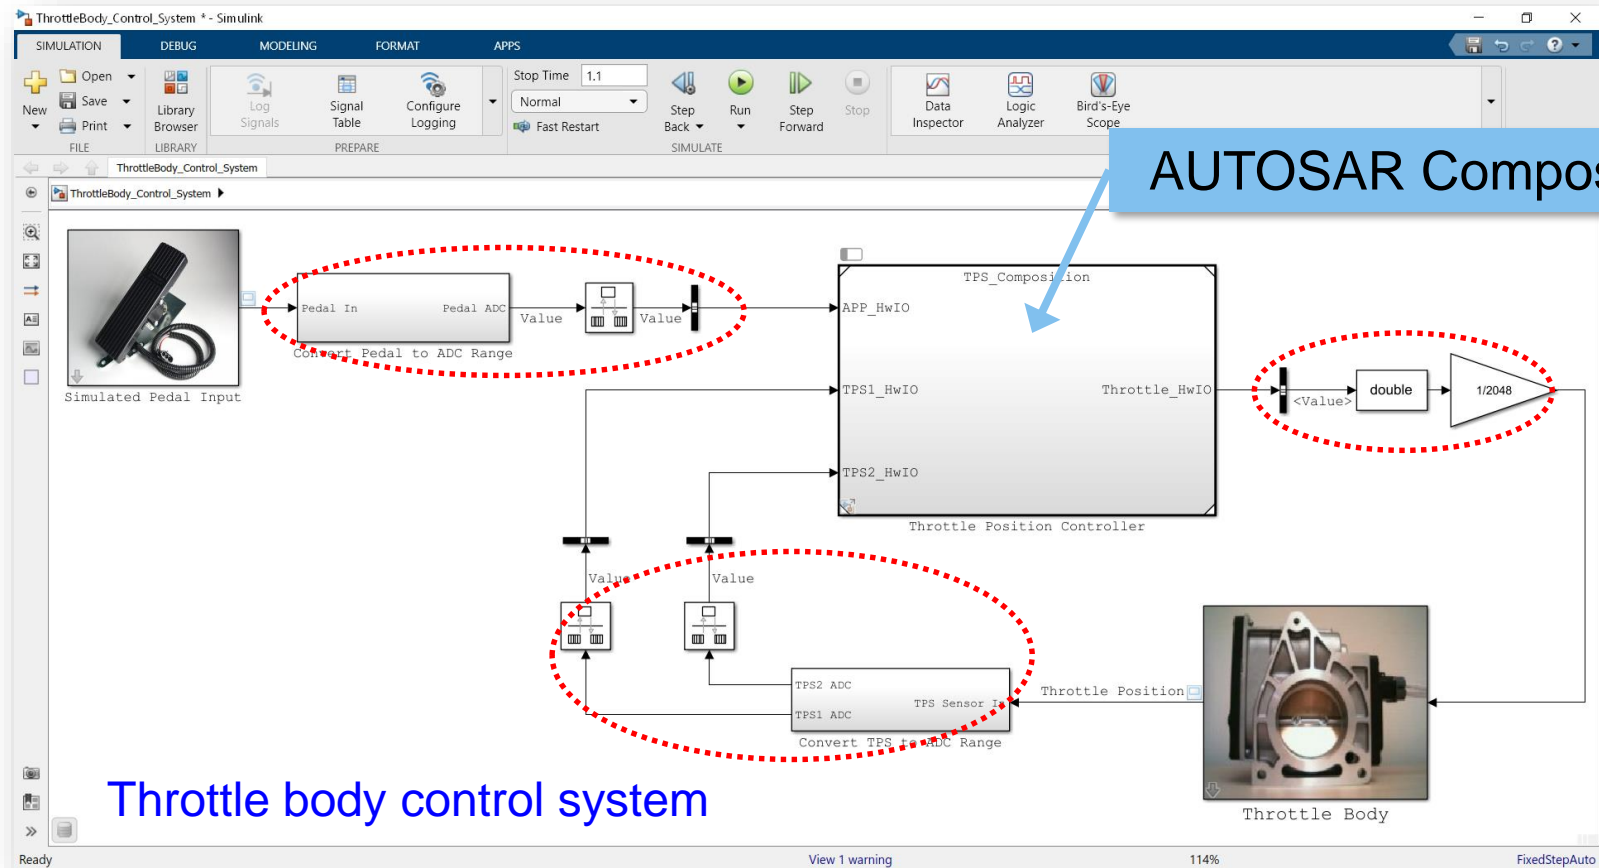 ThrottleBody_Control_System * - Simulink
SIMULATION DEBUG MODELING FORMAT APPS
New
Open
Save
Print
Library Browser
Log Signals
Signal Table
Configure Logging
Stop Time 1.1
Normal
Fast Restart
Step Back
Run
Step Forward
Stop
Data Inspector
Logic Analyzer
Bird's-Eye Scope
FILE LIBRARY PREPARE SIMULATE
AUTOSAR Compos
ThrottleBody_Control_System
ThrottleBody_Control_System
TPS_Composition
Pedal In Pedal ADC
Value
Value
APP_HwIO
Convert Pedal to ADC Range
Simulated Pedal Input
TPS1_HwIO
Throttle_HwIO
<Value>
double
1/2048
TPS2_HwIO
Throttle Position Controller
Value
Value
TPS2 ADC
TPS Sensor In
TPS1 ADC
Throttle Position
Convert TPS to ADC Range
Throttle body control system
Throttle Body
Ready View 1 warning 114% FixedStepAuto